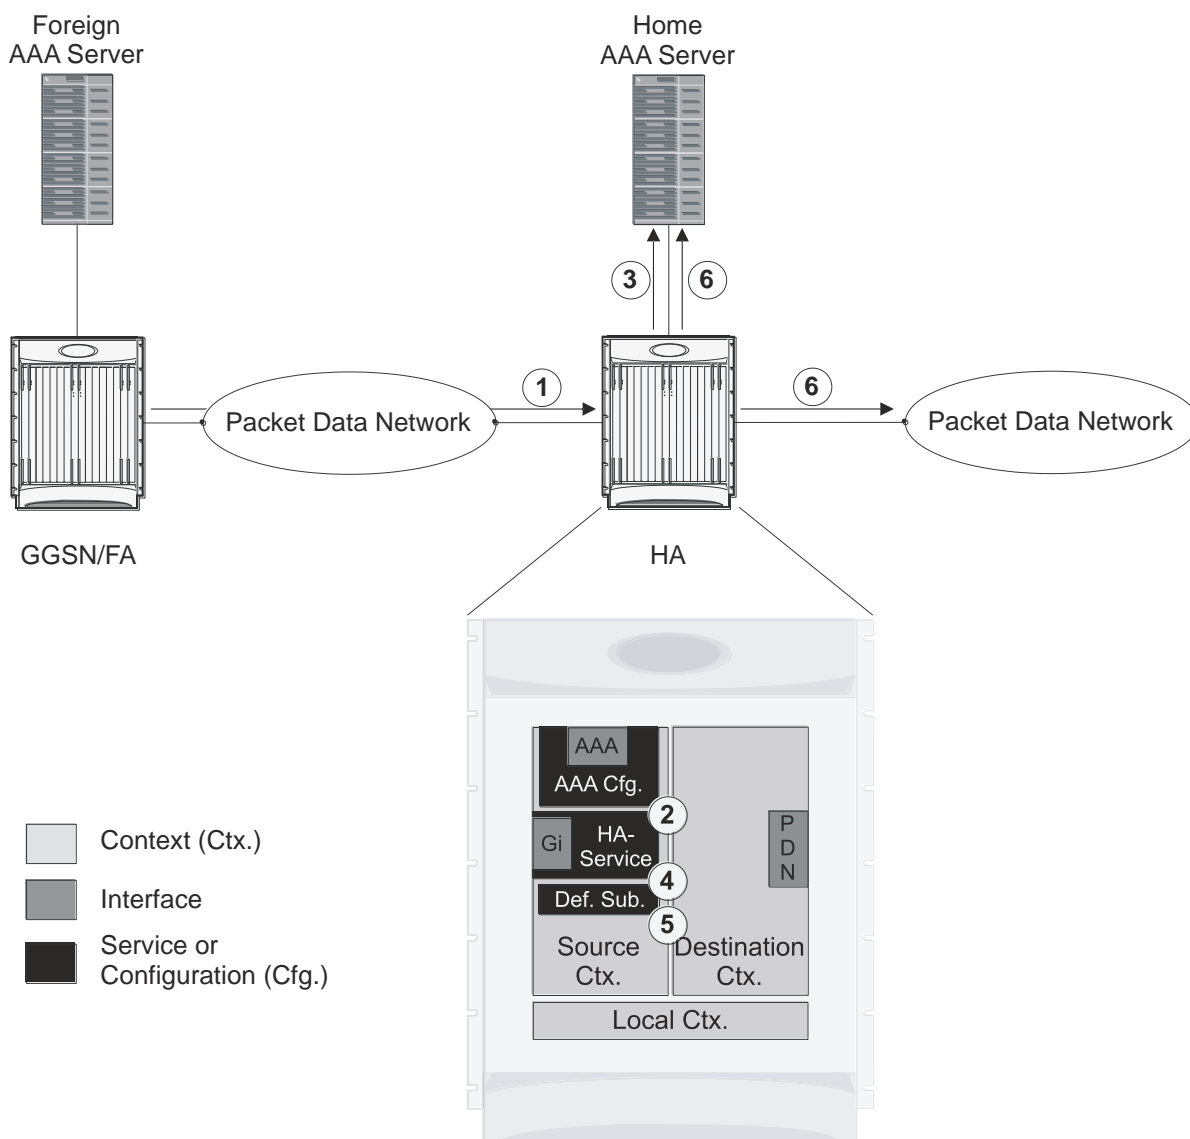 Foreign
AAA Server
Home
AAA Server
3
6
1
6
Packet Data Network
Packet Data Network
GGSN/FA
HA
AAA
AAA Cfg.
2
Gi
HA-
Service
P
D
N
4
Def. Sub.
5
Source
Ctx.
Destination
Ctx.
Local Ctx.
Context (Ctx.)
Interface
Service or
Configuration (Cfg.)